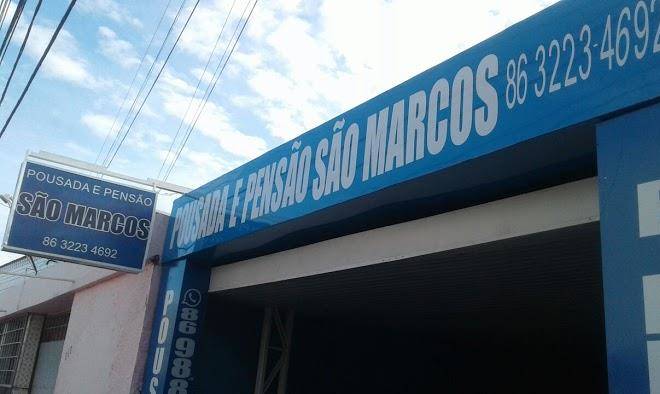 POUSADA E PENSÃO
SÃO MARCOS
86 3223 4692
POUSADA E PENSÃO SÃO MARCOS 86 3223-4692
POUS
86 988